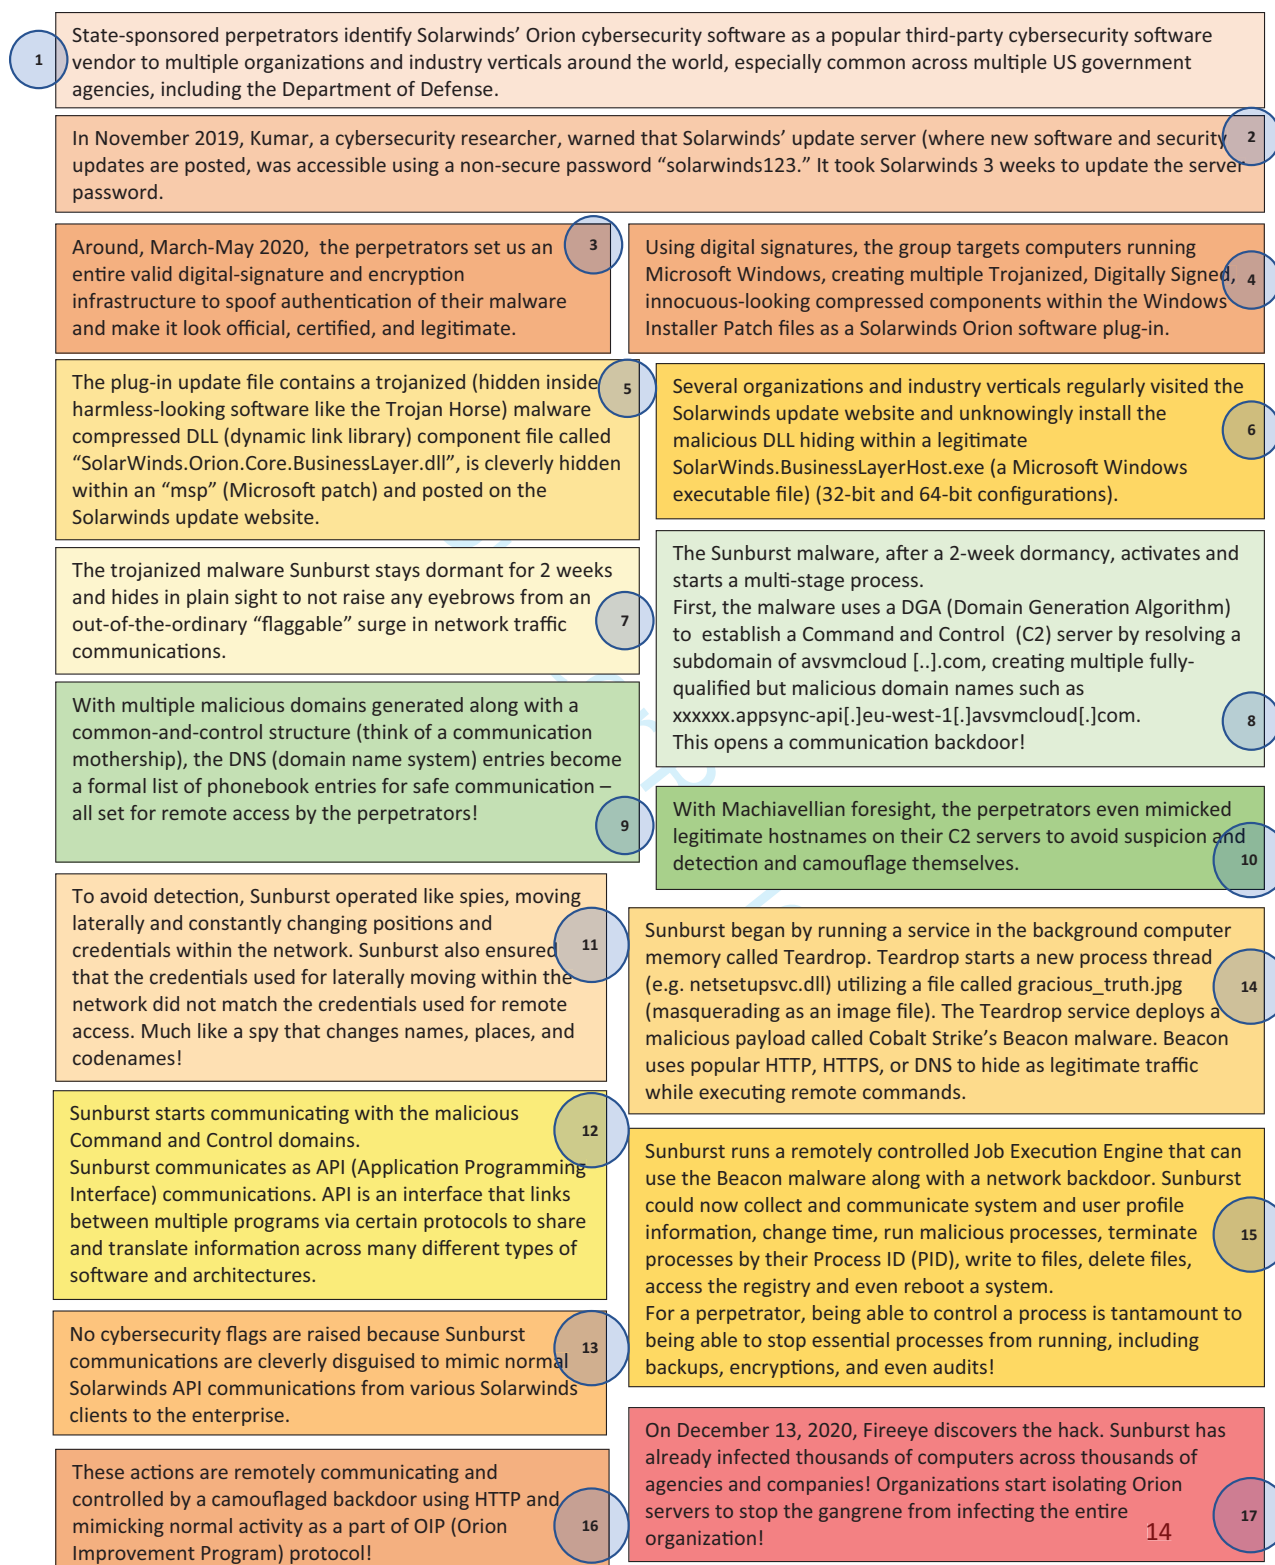 State-sponsored perpetrators identify Solarwinds’ Orion cybersecurity software as a popular third-party cybersecurity software
vendor to multiple organizations and industry verticals around the world, especially common across multiple US government
agencies, including the Department of Defense.
1
In November 2019, Kumar, a cybersecurity researcher, warned that Solarwinds’ update server (where new software and security
updates are posted, was accessible using a non-secure password “solarwinds123.” It took Solarwinds 3 weeks to update the server
password.
2
Around, March-May 2020, the perpetrators set us an
entire valid digital-signature and encryption
infrastructure to spoof authentication of their malware
and make it look official, certified, and legitimate.
3
Using digital signatures, the group targets computers running
Microsoft Windows, creating multiple Trojanized, Digitally Signed,
innocuous-looking compressed components within the Windows
Installer Patch files as a Solarwinds Orion software plug-in.
4
The plug-in update file contains a trojanized (hidden inside
harmless-looking software like the Trojan Horse) malware
compressed DLL (dynamic link library) component file called
“SolarWinds.Orion.Core.BusinessLayer.dll”, is cleverly hidden
within an “msp” (Microsoft patch) and posted on the
Solarwinds update website.
5
Several organizations and industry verticals regularly visited the
Solarwinds update website and unknowingly install the
malicious DLL hiding within a legitimate
SolarWinds.BusinessLayerHost.exe (a Microsoft Windows
executable file) (32-bit and 64-bit configurations).
6
The trojanized malware Sunburst stays dormant for 2 weeks
and hides in plain sight to not raise any eyebrows from an
out-of-the-ordinary “flaggable” surge in network traffic
communications.
7
The Sunburst malware, after a 2-week dormancy, activates and
starts a multi-stage process.
First, the malware uses a DGA (Domain Generation Algorithm)
to establish a Command and Control (C2) server by resolving a
subdomain of avsvmcloud [..].com, creating multiple fully-
qualified but malicious domain names such as
xxxxxx.appsync-api[.]eu-west-1[.]avsvmcloud[.]com.
This opens a communication backdoor!
8
With multiple malicious domains generated along with a
common-and-control structure (think of a communication
mothership), the DNS (domain name system) entries become
a formal list of phonebook entries for safe communication –
all set for remote access by the perpetrators!
9
With Machiavellian foresight, the perpetrators even mimicked
legitimate hostnames on their C2 servers to avoid suspicion and
detection and camouflage themselves.
10
To avoid detection, Sunburst operated like spies, moving
laterally and constantly changing positions and
credentials within the network. Sunburst also ensured
that the credentials used for laterally moving within the
network did not match the credentials used for remote
access. Much like a spy that changes names, places, and
codenames!
11
Sunburst starts communicating with the malicious
Command and Control domains.
Sunburst communicates as API (Application Programming
Interface) communications. API is an interface that links
between multiple programs via certain protocols to share
and translate information across many different types of
software and architectures.
12
No cybersecurity flags are raised because Sunburst
communications are cleverly disguised to mimic normal
Solarwinds API communications from various Solarwinds
clients to the enterprise.
13
Sunburst began by running a service in the background computer
memory called Teardrop. Teardrop starts a new process thread
(e.g. netsetupsvc.dll) utilizing a file called gracious_truth.jpg
(masquerading as an image file). The Teardrop service deploys a
malicious payload called Cobalt Strike’s Beacon malware. Beacon
uses popular HTTP, HTTPS, or DNS to hide as legitimate traffic
while executing remote commands.
14
Sunburst runs a remotely controlled Job Execution Engine that can
use the Beacon malware along with a network backdoor. Sunburst
could now collect and communicate system and user profile
information, change time, run malicious processes, terminate
processes by their Process ID (PID), write to files, delete files,
access the registry and even reboot a system.
For a perpetrator, being able to control a process is tantamount to
being able to stop essential processes from running, including
backups, encryptions, and even audits!
15
These actions are remotely communicating and
controlled by a camouflaged backdoor using HTTP and
mimicking normal activity as a part of OIP (Orion
Improvement Program) protocol!
16
On December 13, 2020, Fireeye discovers the hack. Sunburst has
already infected thousands of computers across thousands of
agencies and companies! Organizations start isolating Orion
servers to stop the gangrene from infecting the entire
organization!
17
14